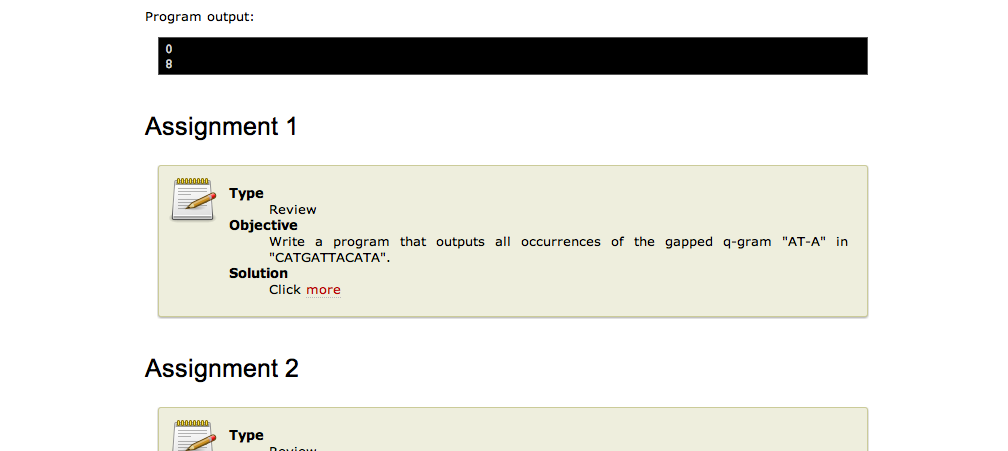 Program output:
0
8
Assignment 1
Type
Review
Objective
Write a program that outputs all occurrences of the gapped q-gram "AT-A" in
"CATGATTACATA".
Solution
Click more
Assignment 2
Type
Review